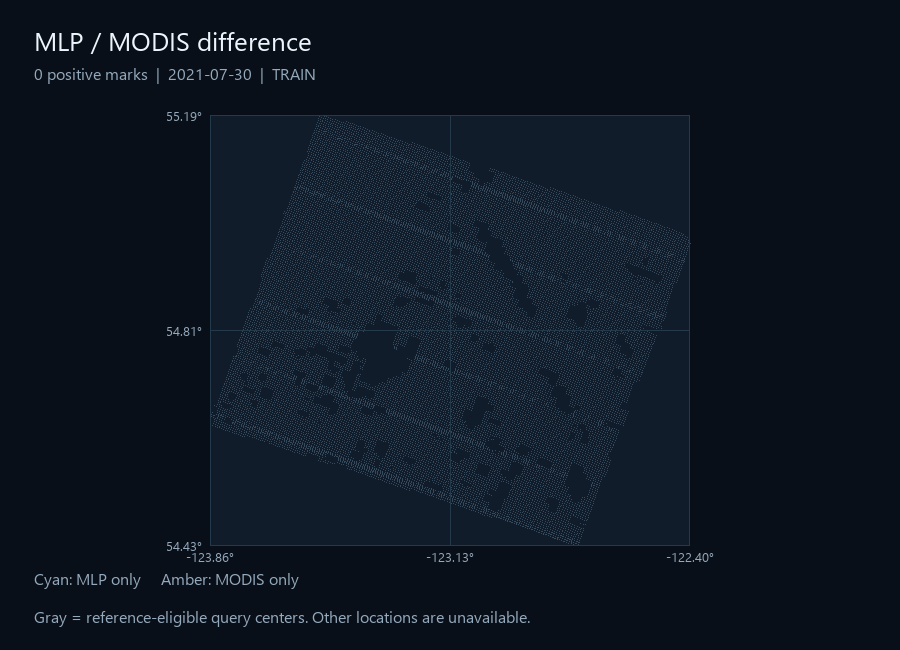 MLP / MODIS difference
0 positive marks | 2021-07-30 | TRAIN
55.19°
54.81°
54.43°
-123.86° -123.13° -122.40°
Cyan: MLP only Amber: MODIS only
Gray = reference-eligible query centers. Other locations are unavailable.